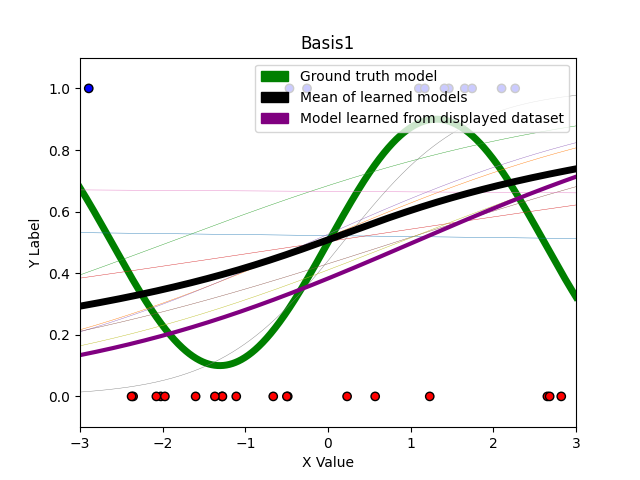 Basis1
Ground truth model
Mean of learned models
Model learned from displayed dataset
Y Label
1.0
0.8
0.6
0.4
0.2
0.0
−3
−2
−1
0
1
2
3
X Value